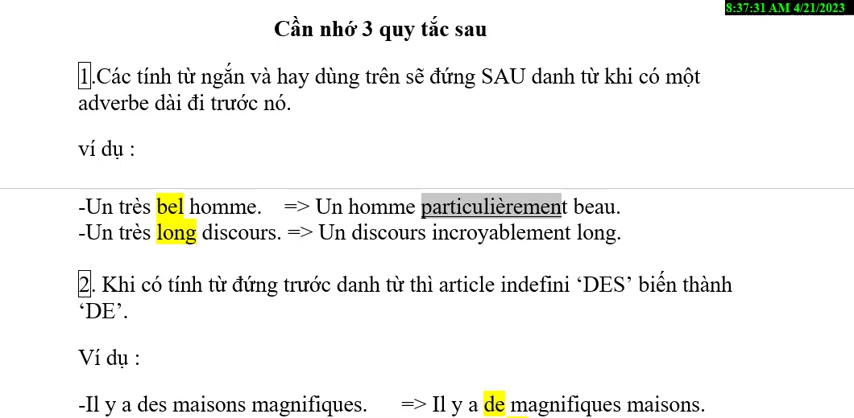 8:37:31 AM 4/21/2023
Cần nhớ 3 quy tắc sau
1.Các tính từ ngắn và hay dùng trên sẽ đứng SAU danh từ khi có một
adverbe dài đi trước nó.
ví dụ :
-Un très bel homme. => Un homme particulièrement beau.
-Un très long discours. => Un discours incroyablement long.
2. Khi có tính từ đứng trước danh từ thì article indefini ‘DES’ biến thành
‘DE’.
Ví dụ :
-Il y a des maisons magnifiques. => Il y a de magnifiques maisons.